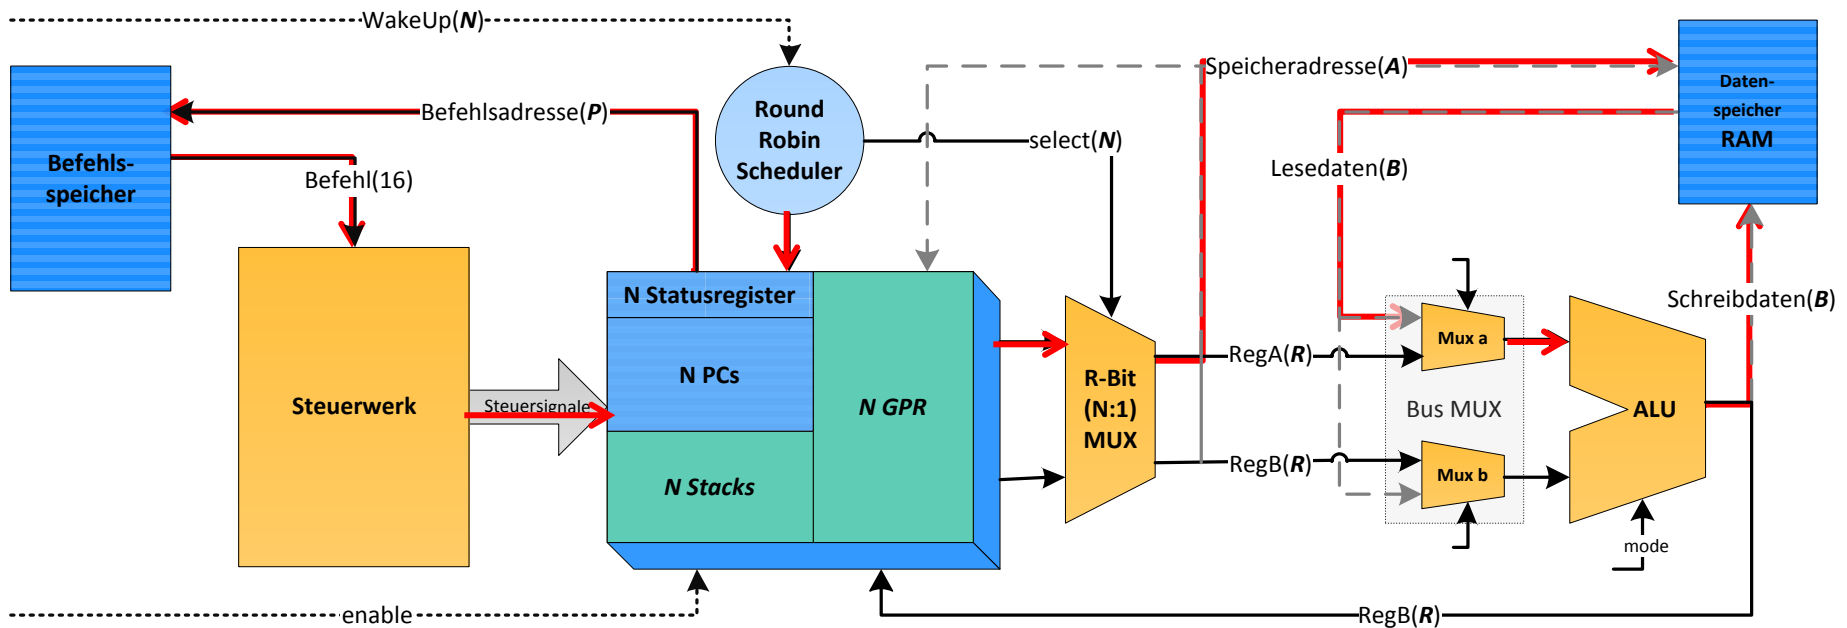 WakeUp(N)
Befehls-
speicher
Befehlsadresse(P)
Befehl(16)
Round
Robin
Scheduler
select(N)
Speicheradresse(A)
Daten-
speicher
RAM
Lesedaten(B)
Schreibdaten(B)
Steuerwerk
Steuersignale
N Statusregister
N PCs
N Stacks
N GPR
R-Bit
(N:1)
MUX
RegA(R)
RegB(R)
Mux a
Bus MUX
Mux b
ALU
mode
enable
RegB(R)